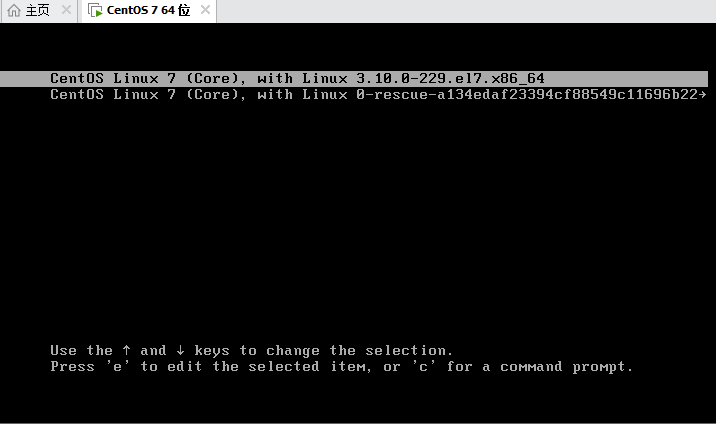 主页 CentOS 7 64 位
CentOS Linux 7 (Core), with Linux 3.10.0-229.el7.x86_64
CentOS Linux 7 (Core), with Linux 0-rescue-a134edaf23394cf88549c11696b22→
Use the ↑ and ↓ keys to change the selection.
Press 'e' to edit the selected item, or 'c' for a command prompt.